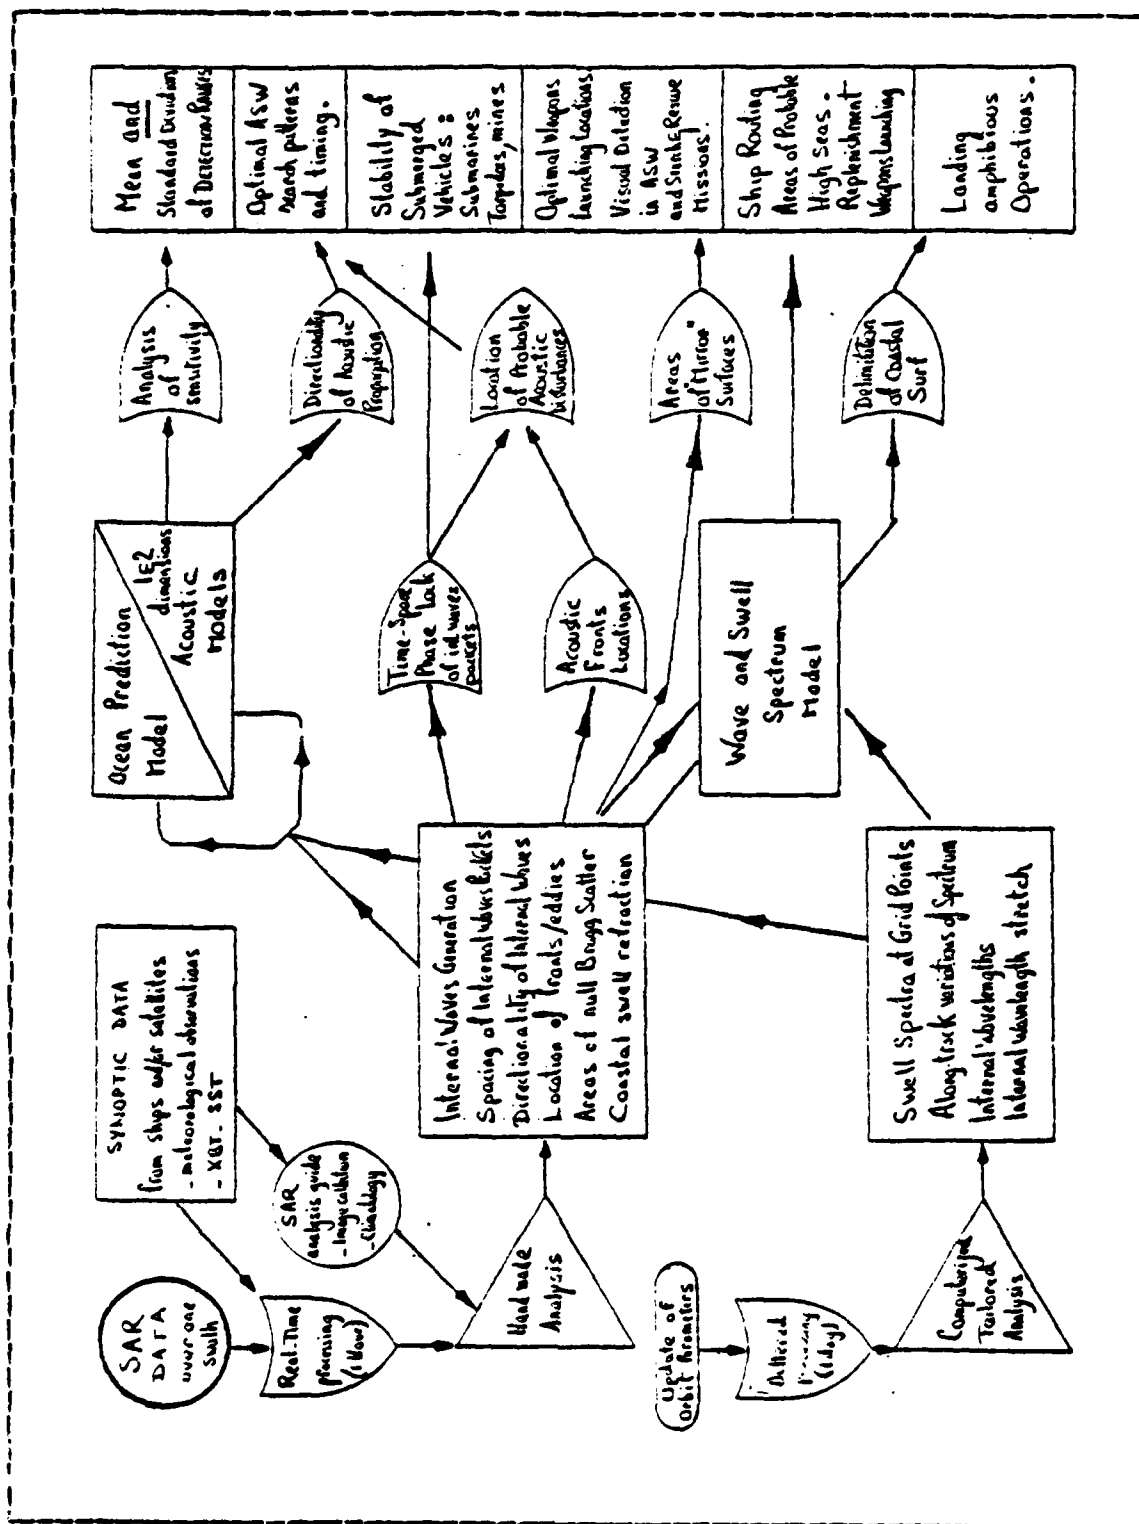 SAR
DATA
over one
swath
SYNOPTIC DATA
from ships and/or satellites
- meteorological observations
- XBT. SST
Real-Time
processing
(1 Hour)
SAR
analysis guide
- Image
- Climatology
Hand made
Analysis
Update of
Orbit Parameters
(1 day)
Computerized
Tailored
Analysis
Internal Waves Generation
Spacing of Internal Waves Packets
Directionality of Internal Waves
Location of fronts/eddies
Areas of null Bragg Scatter
Coastal swell refraction
Swell Spectra at Grid Points
Along-track variations of Spectrum
Internal Wavelengths
Internal Wavelength stretch
Ocean Prediction
Model
1E2
dimentions
Acoustic
Models
Time-Space
Phase Lock
of waves
packets
Acoustic
Fronts
Locations
Wave and Swell
Spectrum
Model
Analysis
of
sensitivity
Directionality
of Acoustic
Propagation
Location
of Probable
Acoustic
Disturbances
Areas
of "Mirror"
Surfaces
Delimitation
of Coastal
Surf
Mean and
Standard Deviation
of Detection Ranges
Optimal ASW
search patterns
and timing.
Stability of
Submerged
Vehicles:
Submarines
Torpedoes, mines
Optimal Weapons
Launching Locations.
Visual Detection
in ASW
and Search & Rescue
Missions.
Ship Routing
Areas of Probable
High Seas.
Replenishment
Weapons Launching
Landing
amphibious
Operations.